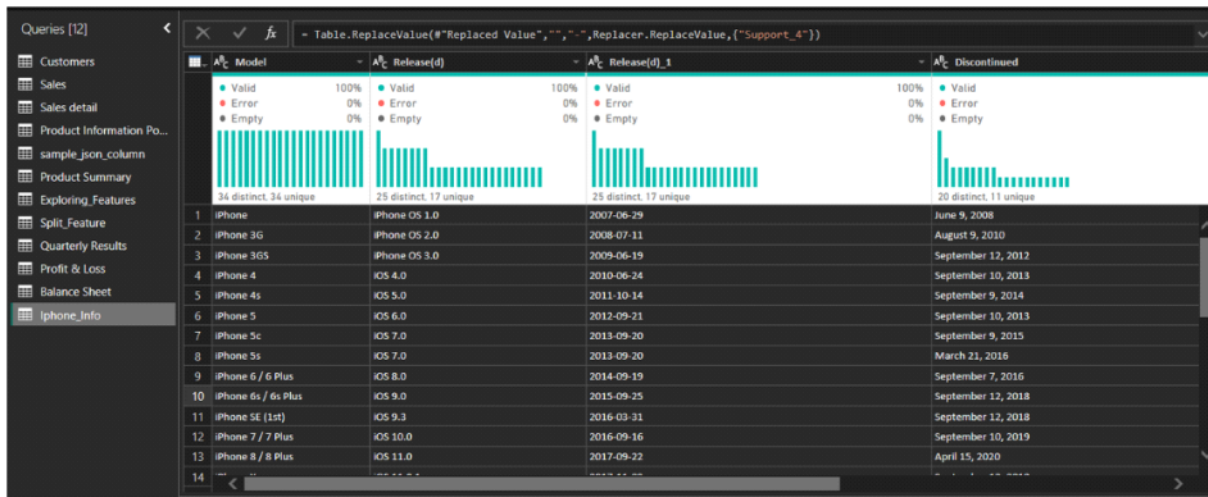 Queries [12]
Customers
Sales
Sales detail
Product Information Po...
sample_json_column
Product Summary
Exploring_Features
Split_Feature
Quarterly Results
Profit & Loss
Balance Sheet
Iphone_Info
fx = Table.ReplaceValue(#"Replaced Value","","-",Replacer.ReplaceValue,{"Support_4"})
ABC Model ABC Release(d) ABC Release(d)_1 ABC Discontinued
Valid 100% Valid 100% Valid 100% Valid
Error 0% Error 0% Error 0% Error
Empty 0% Empty 0% Empty 0% Empty
34 distinct, 34 unique 25 distinct, 17 unique 25 distinct, 17 unique 20 distinct, 11 unique
1 iPhone iPhone OS 1.0 2007-06-29 June 9, 2008
2 iPhone 3G iPhone OS 2.0 2008-07-11 August 9, 2010
3 iPhone 3GS iPhone OS 3.0 2009-06-19 September 12, 2012
4 iPhone 4 iOS 4.0 2010-06-24 September 10, 2013
5 iPhone 4s iOS 5.0 2011-10-14 September 9, 2014
6 iPhone 5 iOS 6.0 2012-09-21 September 10, 2013
7 iPhone 5c iOS 7.0 2013-09-20 September 9, 2015
8 iPhone 5s iOS 7.0 2013-09-20 March 21, 2016
9 iPhone 6 / 6 Plus iOS 8.0 2014-09-19 September 7, 2016
10 iPhone 6s / 6s Plus iOS 9.0 2015-09-25 September 12, 2018
11 iPhone SE (1st) iOS 9.3 2016-03-31 September 12, 2018
12 iPhone 7 / 7 Plus iOS 10.0 2016-09-16 September 10, 2019
13 iPhone 8 / 8 Plus iOS 11.0 2017-09-22 April 15, 2020
14